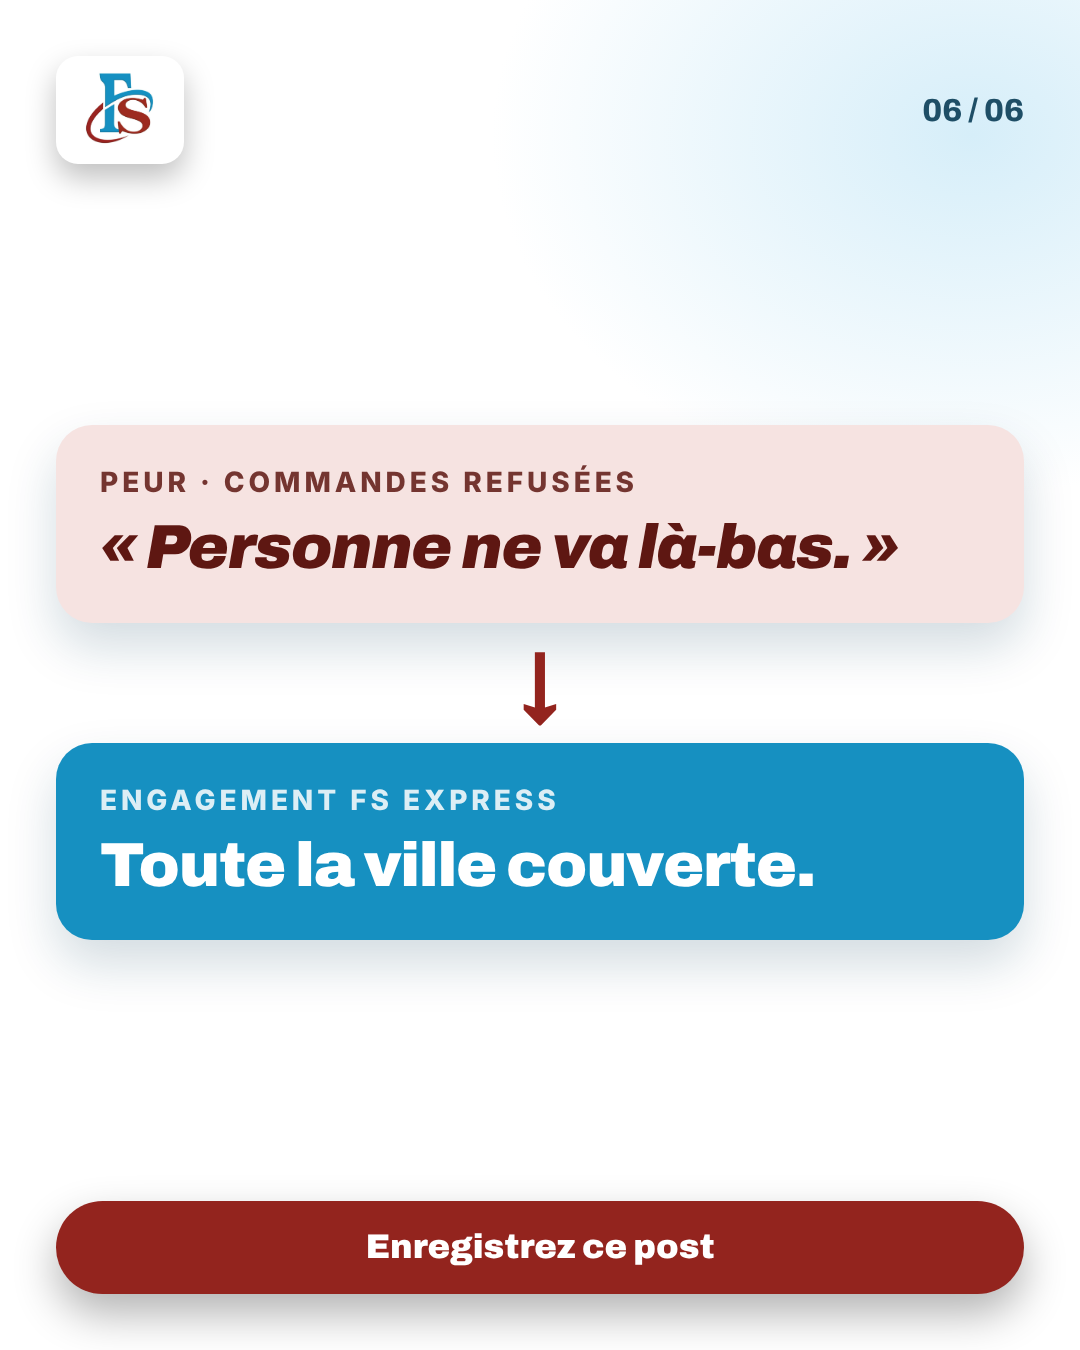 Fs
06 / 06
PEUR · COMMANDES REFUSÉES
« Personne ne va là-bas. »
ENGAGEMENT FS EXPRESS
Toute la ville couverte.
Enregistrez ce post